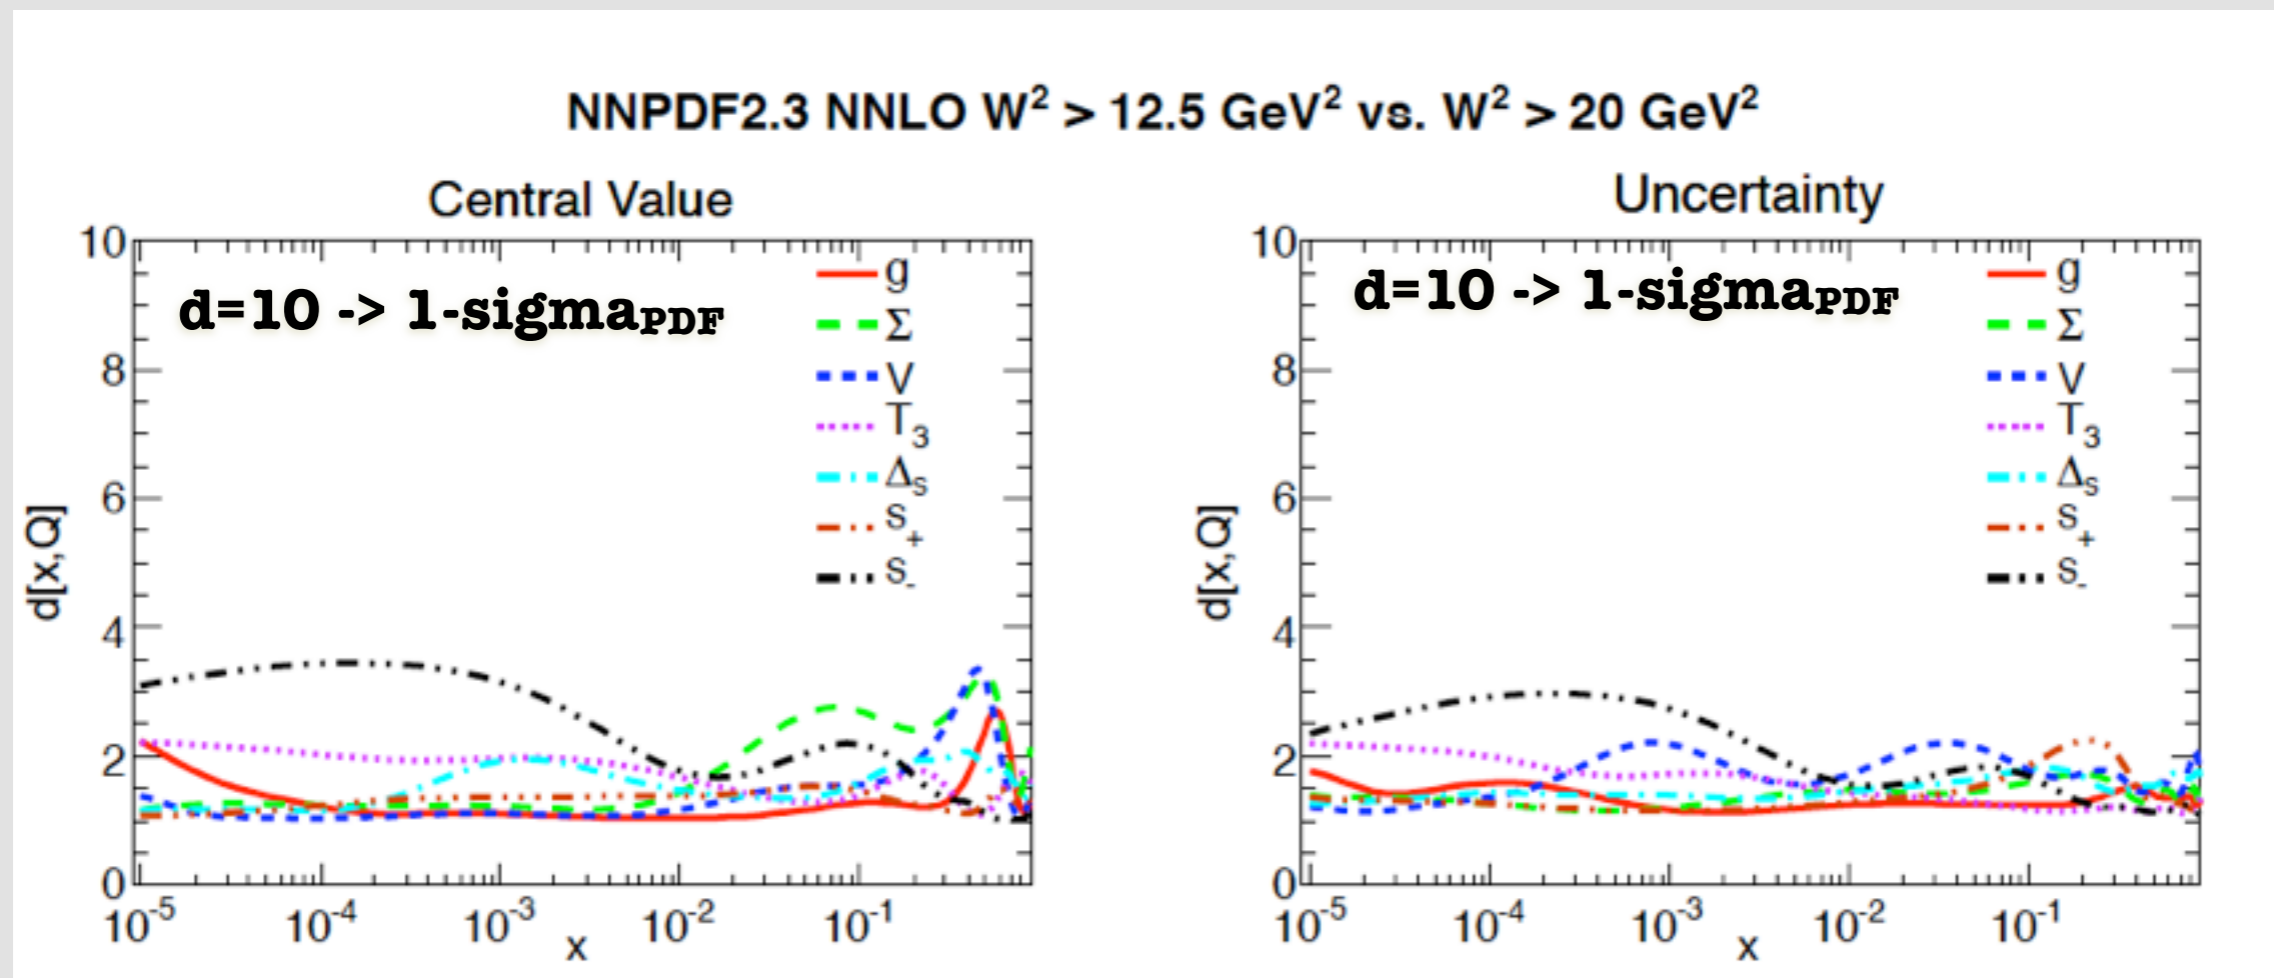 NNPDF2.3 NNLO W² > 12.5 GeV² vs. W² > 20 GeV²
Central Value
d=10 -> 1-sigmaPDF
g
Σ
V
T₃
Δₛ
s₊
s₋
10
8
6
4
2
0
d[x,Q]
10⁻⁵ 10⁻⁴ 10⁻³ 10⁻² 10⁻¹
x
Uncertainty
d=10 -> 1-sigmaPDF
g
Σ
V
T₃
Δₛ
s₊
s₋
10
8
6
4
2
0
d[x,Q]
10⁻⁵ 10⁻⁴ 10⁻³ 10⁻² 10⁻¹
x